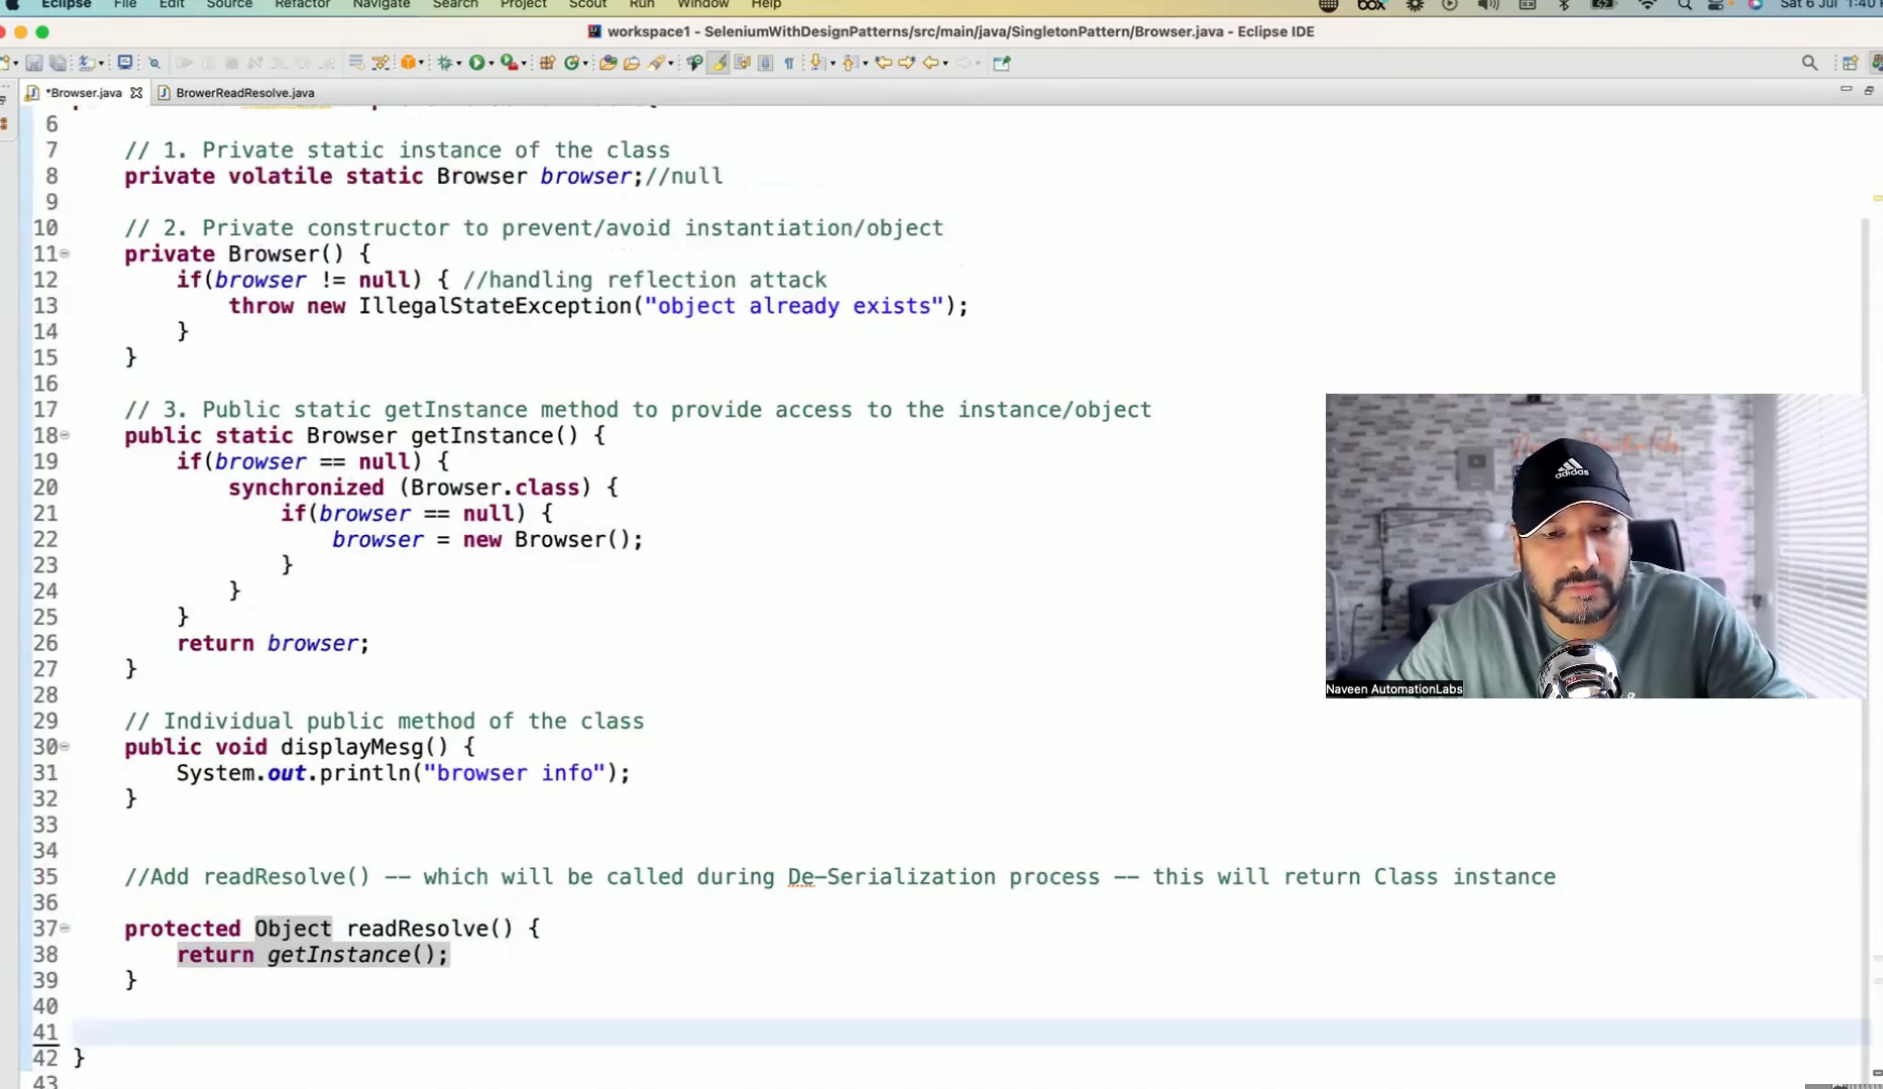 Eclipse File Edit Source Refactor Navigate Search Project Scout Run Window Help box Sat 6 Jul 1:40
workspace1 - SeleniumWithDesignPatterns/src/main/java/SingletonPattern/Browser.java - Eclipse IDE
*Browser.java BrowerReadResolve.java
6
7 // 1. Private static instance of the class
8 private volatile static Browser browser;//null
9
10 // 2. Private constructor to prevent/avoid instantiation/object
11 private Browser() {
12 if(browser != null) { //handling reflection attack
13 throw new IllegalStateException("object already exists");
14 }
15 }
16
17 // 3. Public static getInstance method to provide access to the instance/object
18 public static Browser getInstance() {
19 if(browser == null) {
20 synchronized (Browser.class) {
21 if(browser == null) {
22 browser = new Browser();
23 }
24 }
25 }
26 return browser;
27 }
28
29 // Individual public method of the class
30 public void displayMesg() {
31 System.out.println("browser info");
32 }
33
34
35 //Add readResolve() -- which will be called during De-Serialization process -- this will return Class instance
36
37 protected Object readResolve() {
38 return getInstance();
39 }
40
41
42 }
43
adidas
Naveen AutomationLabs